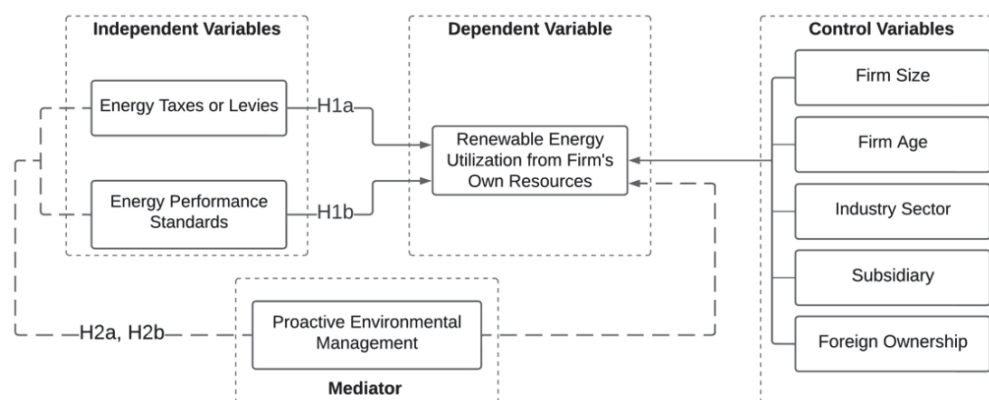 Independent Variables
Energy Taxes or Levies
Energy Performance
Standards
H1a
H1b
Dependent Variable
Renewable Energy
Utilization from Firm's
Own Resources
Control Variables
Firm Size
Firm Age
Industry Sector
Subsidiary
Foreign Ownership
H2a, H2b
Proactive Environmental
Management
Mediator